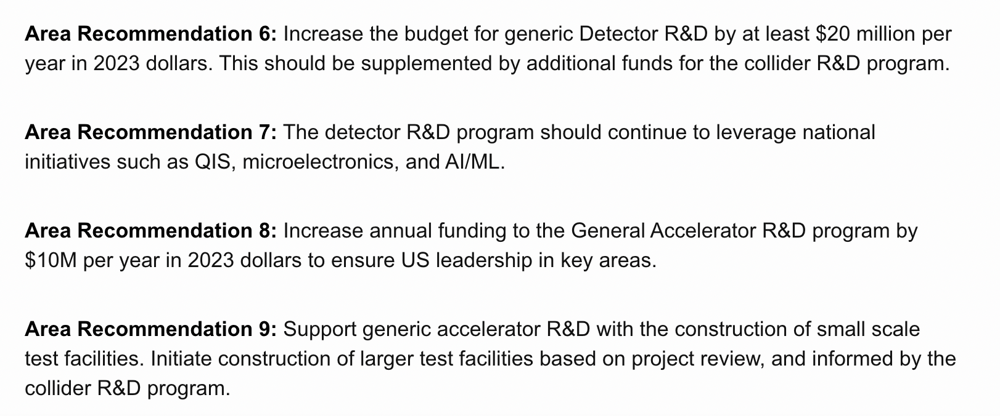 Area Recommendation 6: Increase the budget for generic Detector R&D by at least $20 million per
year in 2023 dollars. This should be supplemented by additional funds for the collider R&D program.
Area Recommendation 7: The detector R&D program should continue to leverage national
initiatives such as QIS, microelectronics, and AI/ML.
Area Recommendation 8: Increase annual funding to the General Accelerator R&D program by
$10M per year in 2023 dollars to ensure US leadership in key areas.
Area Recommendation 9: Support generic accelerator R&D with the construction of small scale
test facilities. Initiate construction of larger test facilities based on project review, and informed by the
collider R&D program.